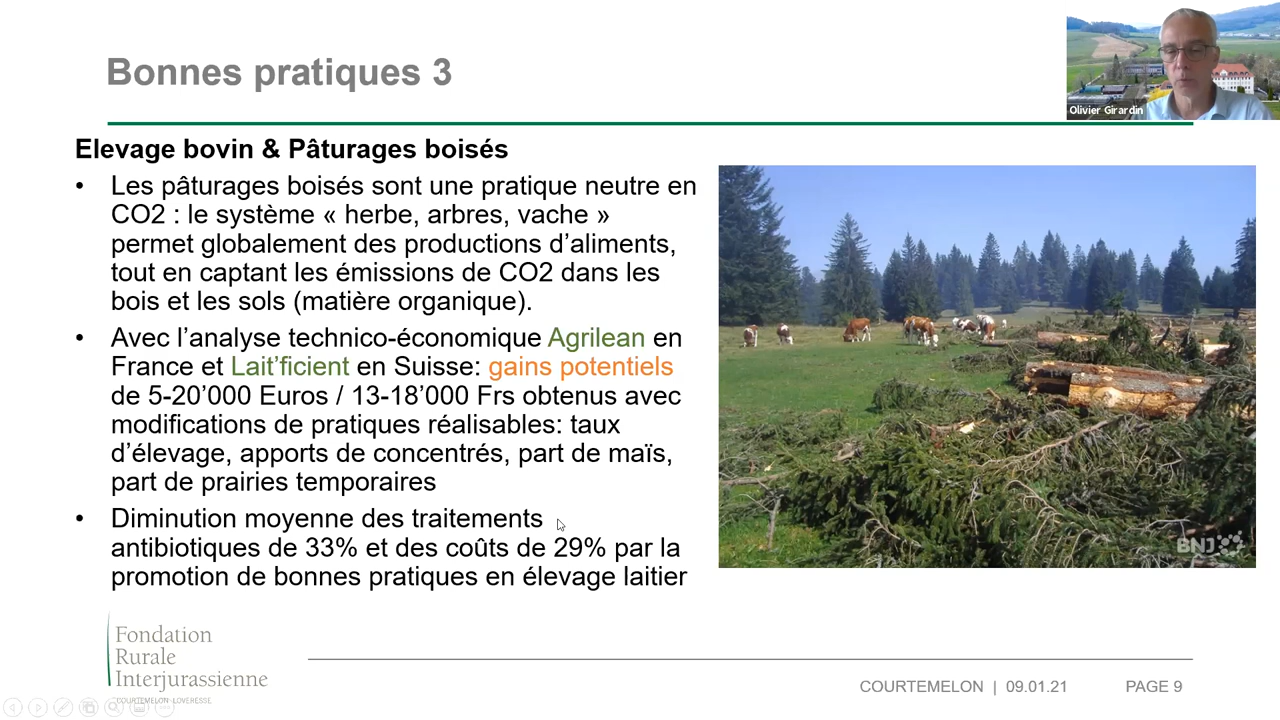 Bonnes pratiques 3
Olivier Girardin
Elevage bovin & Pâturages boisés
• Les pâturages boisés sont une pratique neutre en
CO2 : le système « herbe, arbres, vache »
permet globalement des productions d’aliments,
tout en captant les émissions de CO2 dans les
bois et les sols (matière organique).
• Avec l’analyse technico-économique Agrilean en
France et Lait’ficient en Suisse: gains potentiels
de 5-20’000 Euros / 13-18’000 Frs obtenus avec
modifications de pratiques réalisables: taux
d’élevage, apports de concentrés, part de maïs,
part de prairies temporaires
• Diminution moyenne des traitements
antibiotiques de 33% et des coûts de 29% par la
promotion de bonnes pratiques en élevage laitier
BNJ
Fondation
Rurale
Interjurassienne
COURTEMELON LOVERESSE
COURTEMELON | 09.01.21
PAGE 9